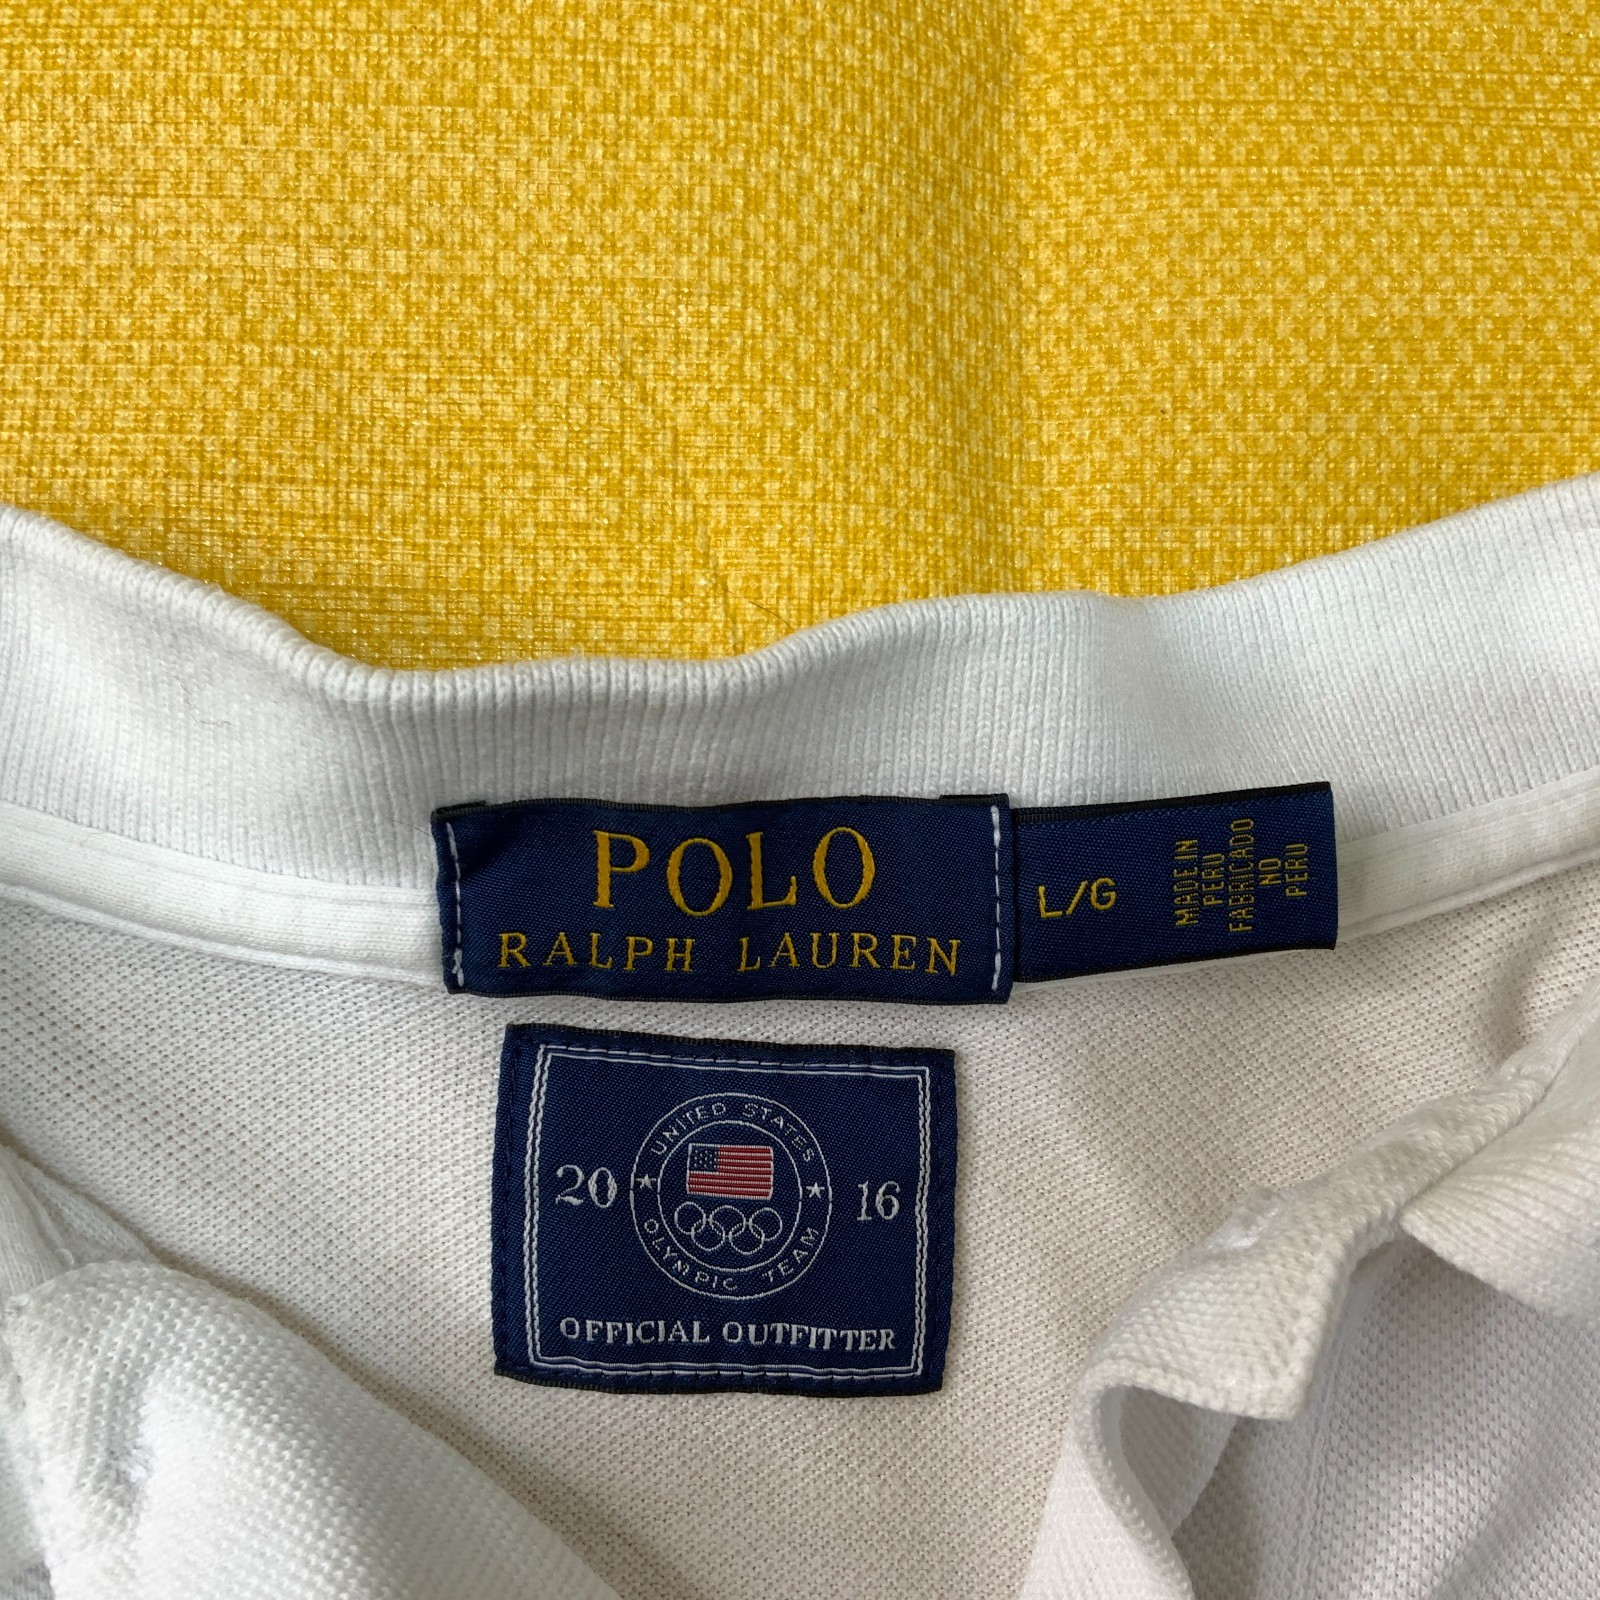 POLO
RALPH LAUREN
L/G
MADE IN
PERU
FABRICADO
NO
PERU
UNITED STATES
20 16
OLYMPIC TEAM
OFFICIAL OUTFITTER